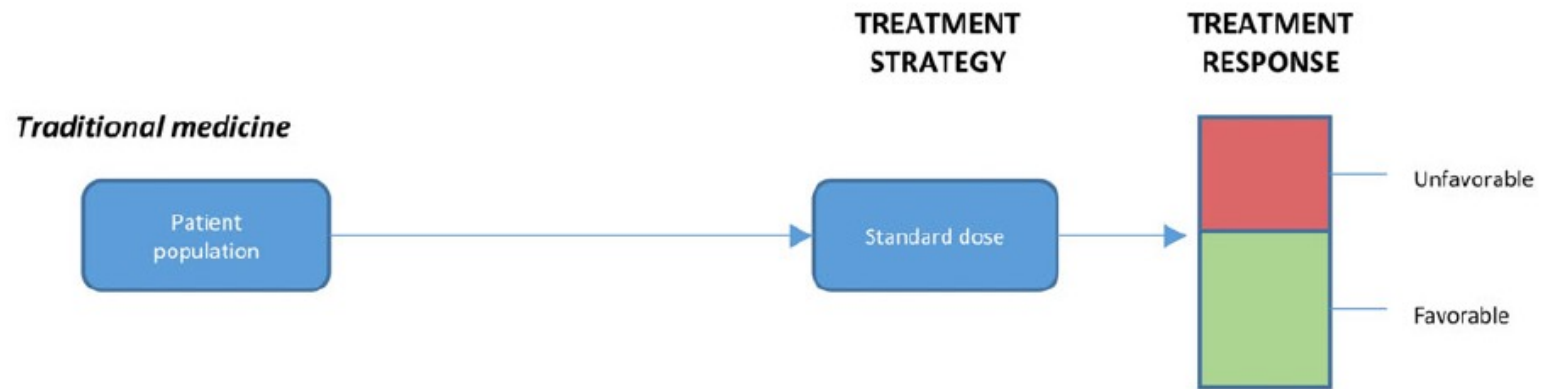 TREATMENT
STRATEGY
TREATMENT
RESPONSE
Traditional medicine
Patient
population
Standard dose
Unfavorable
Favorable